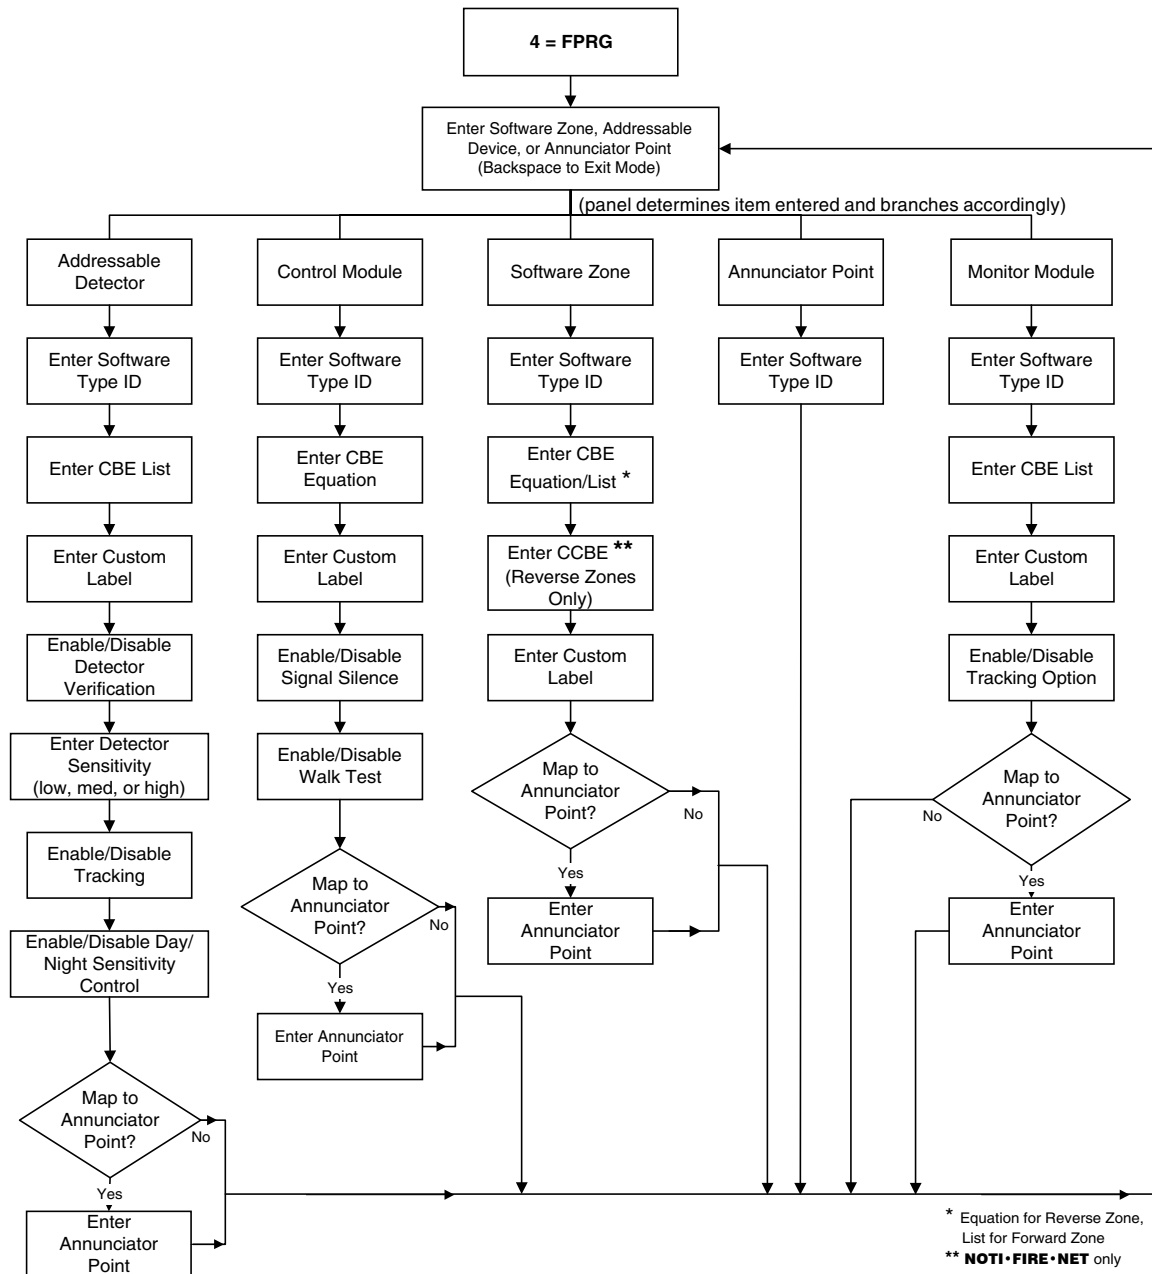 4 = FPRG
Enter Software Zone, Addressable
Device, or Annunciator Point
(Backspace to Exit Mode)
(panel determines item entered and branches accordingly)
Addressable
Detector
Enter Software
Type ID
Enter CBE List
Enter Custom
Label
Enable/Disable
Detector
Verification
Enter Detector
Sensitivity
(low, med, or high)
Enable/Disable
Tracking
Enable/Disable Day/
Night Sensitivity
Control
Map to
Annunciator
Point?
No
Yes
Enter
Annunciator
Point
Control Module
Enter Software
Type ID
Enter CBE
Equation
Enter Custom
Label
Enable/Disable
Signal Silence
Enable/Disable
Walk Test
Map to
Annunciator
Point?
No
Yes
Enter Annunciator
Point
Software Zone
Enter Software
Type ID
Enter CBE
Equation/List *
Enter CCBE **
(Reverse Zones
Only)
Enter Custom
Label
Map to
Annunciator
Point?
No
Yes
Enter
Annunciator
Point
Annunciator Point
Enter Software
Type ID
Monitor Module
Enter Software
Type ID
Enter CBE List
Enter Custom
Label
Enable/Disable
Tracking Option
Map to
Annunciator
Point?
No
Yes
Enter
Annunciator
Point
* Equation for Reverse Zone,
List for Forward Zone
** NOTI•FIRE•NET only